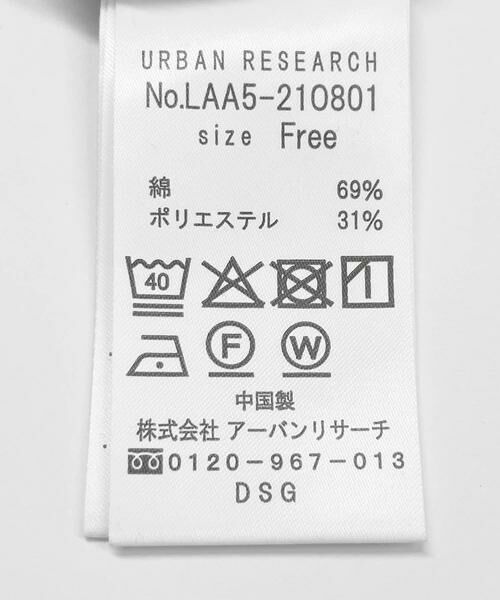 URBAN RESEARCH
No.LAA5-210801
size Free
綿 69%
ポリエステル 31%
40
F W
中国製
株式会社 アーバンリサーチ
0120-967-013
DSG